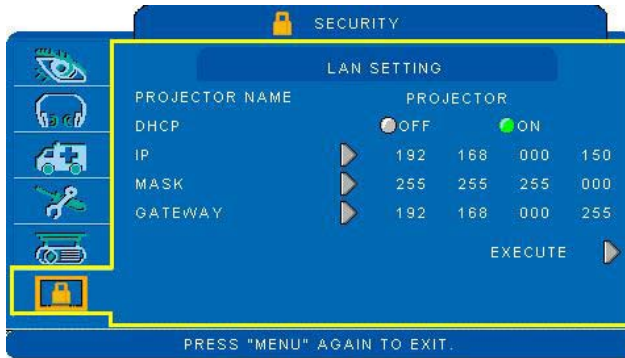 SECURITY
LAN SETTING
PROJECTOR NAME PROJECTOR
DHCP OFF ON
IP 192 168 000 150
MASK 255 255 255 000
GATEWAY 192 168 000 255
EXECUTE
PRESS "MENU" AGAIN TO EXIT.